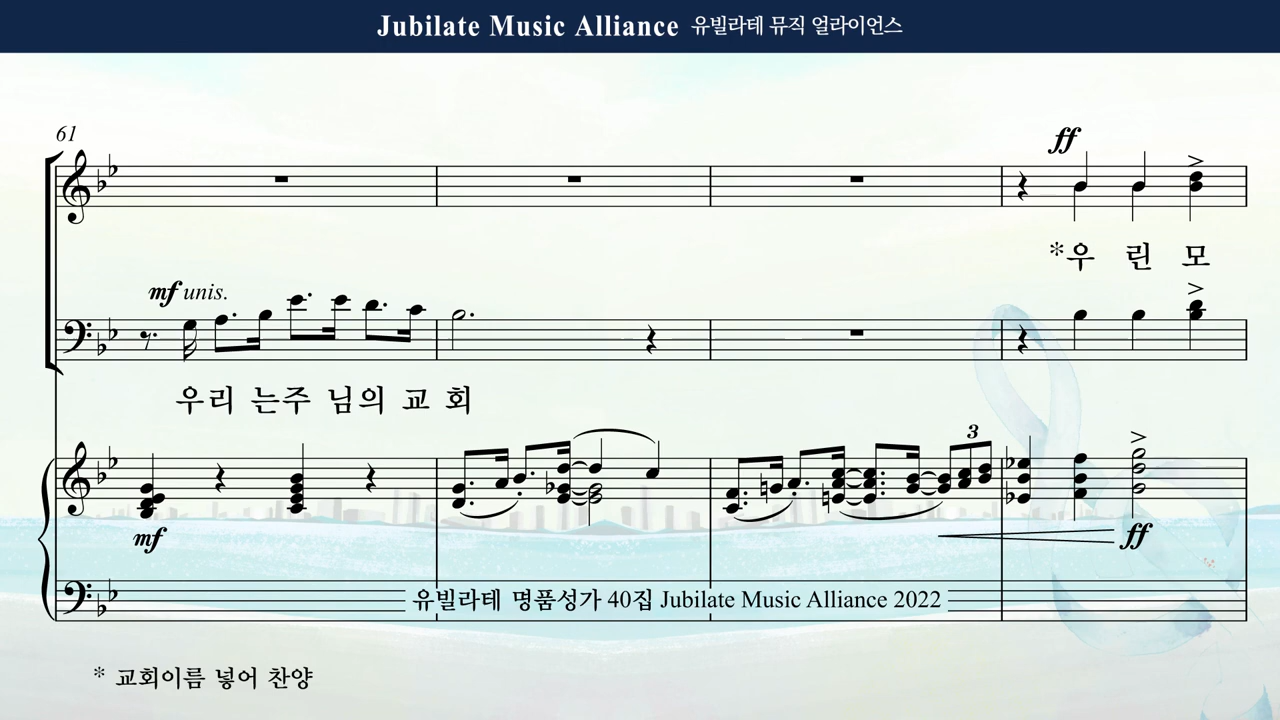 Jubilate Music Alliance 유빌라테 뮤직 얼라이언스
61
ff
*우 린 모
mf unis.
우리 는주 님의 교 회
3
mf
ff
유빌라테 명품성가 40집 Jubilate Music Alliance 2022
* 교회이름 넣어 찬양